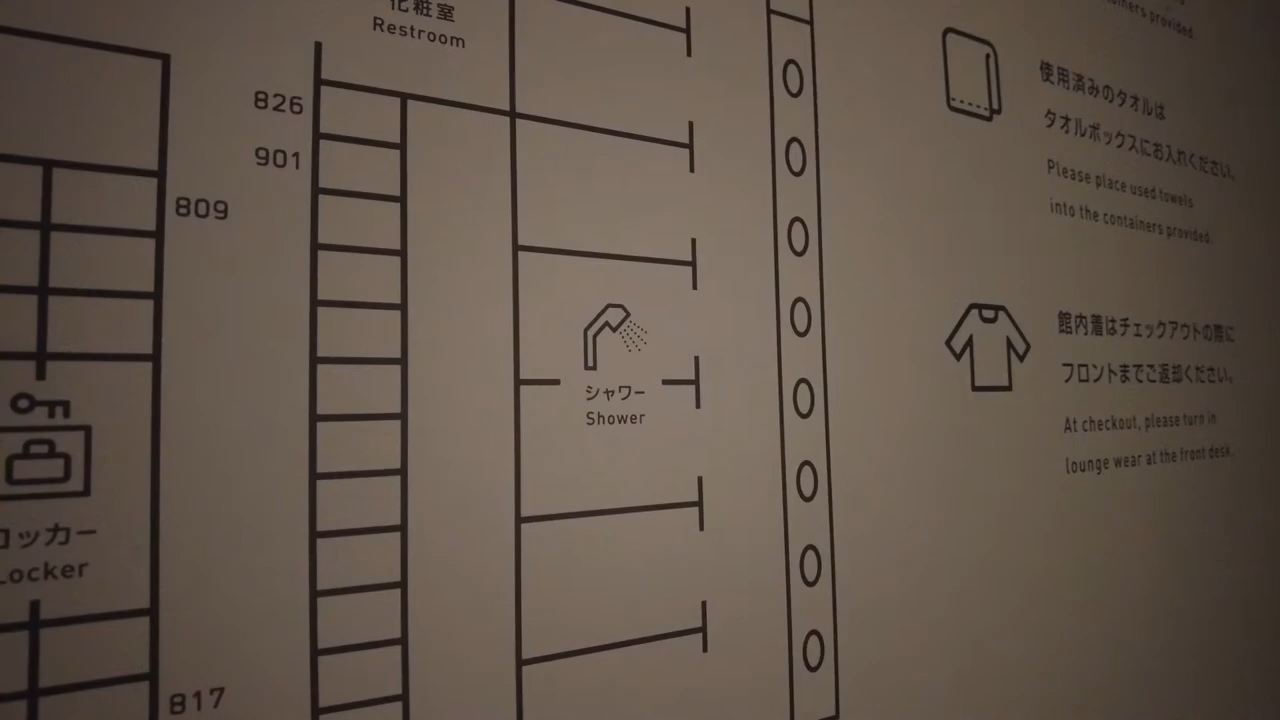 化粧室
Restroom
826
901
809
ロッカー
Locker
817
シャワー
Shower
provided.
使用済みのタオルは
タオルボックスにお入れください。
Please place used towels
into the containers provided.
館内着はチェックアウトの際に
フロントまでご返却ください。
At checkout, please turn in
lounge wear at the front desk.